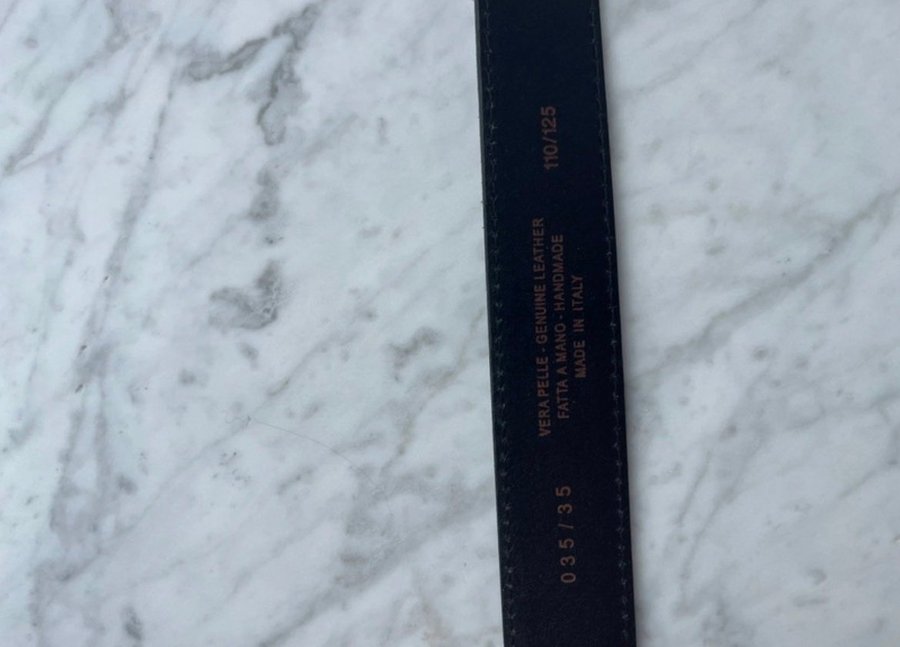 035/35
VERA PELLE - GENUINE LEATHER
FATTA A MANO - HANDMADE
MADE IN ITALY
110/125